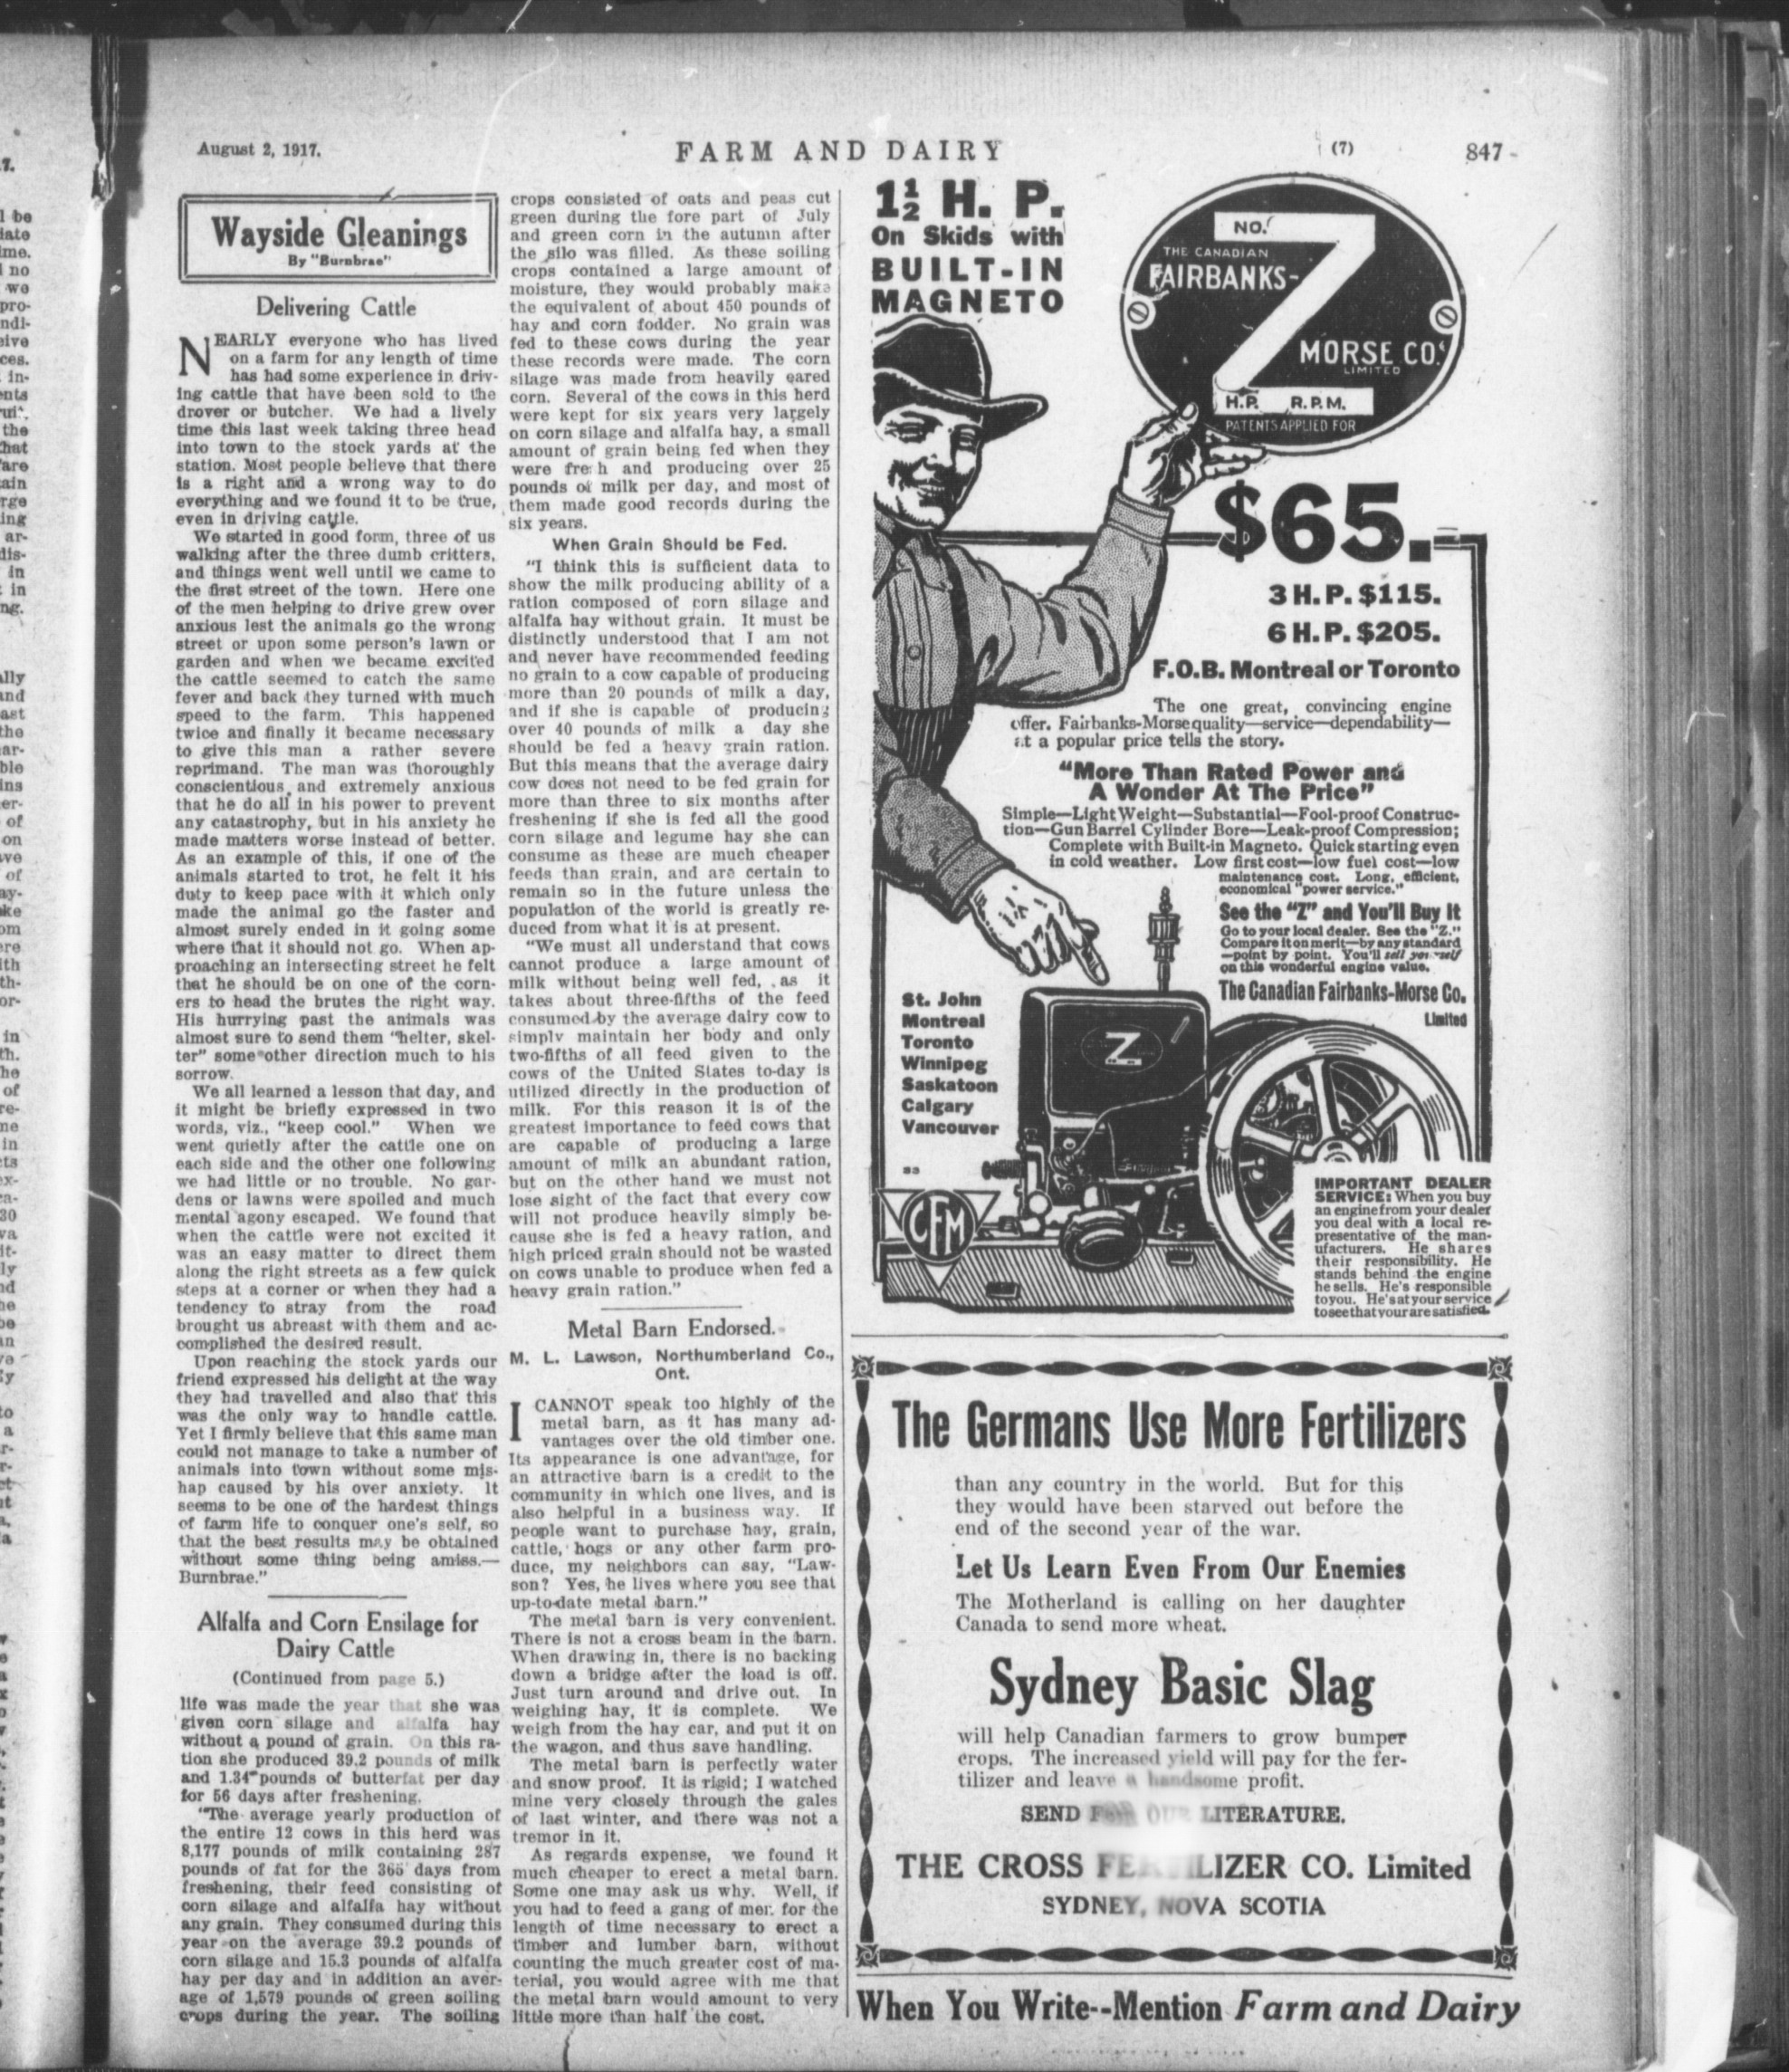 August 2, 1917.
FARM AND DAIRY
(7)
847
Wayside Gleanings
By "Burnbrae"
Delivering Cattle
NEARLY everyone who has lived
on a farm for any length of time
has had some experience in driv-
ing cattle that have been sold to the
drover or butcher. We had a lively
time this last week taking three head
into town to the stock yards at the
station. Most people believe that there
is a right and a wrong way to do
everything and we found it to be true,
even in driving cattle.
We started in good form, three of us
walking after the three dumb critters,
and things went well until we came to
the first street of the town. Here one
of the men helping to drive grew over
anxious lest the animals go the wrong
street or upon some person's lawn or
garden and when we became excited
the cattle seemed to catch the same
fever and back they turned with much
speed to the farm. This happened
twice and finally it became necessary
to give this man a rather severe
reprimand. The man was thoroughly
conscientious and extremely anxious
that he do all in his power to prevent
any catastrophy, but in his anxiety he
made matters worse instead of better.
As an example of this, if one of the
animals started to trot, he felt it his
duty to keep pace with it which only
made the animal go the faster and
almost surely ended in it going some
where that it should not go. When ap-
proaching an intersecting street he felt
that he should be on one of the corn-
ers to head the brutes the right way.
His hurrying past the animals was
almost sure to send them "helter, skel-
ter" some other direction much to his
sorrow.
We all learned a lesson that day, and
it might be briefly expressed in two
words, viz., "keep cool." When we
went quietly after the cattle one on
each side and the other one following
we had little or no trouble. No gar-
dens or lawns were spoiled and much
mental agony escaped. We found that
when the cattle were not excited it
was an easy matter to direct them
along the right streets as a few quick
steps at a corner or when they had a
tendency to stray from the road
brought us abreast with them and ac-
complished the desired result.
Upon reaching the stock yards our
friend expressed his delight at the way
they had travelled and also that this
was the only way to handle cattle.
Yet I firmly believe that this same man
could not manage to take a number of
animals into town without some mis-
hap caused by his over anxiety. It
seems to be one of the hardest things
of farm life to conquer one's self, so
that the best results may be obtained
without some thing being amiss.—
Burnbrae."
Alfalfa and Corn Ensilage for
Dairy Cattle
(Continued from page 5.)
life was made the year that she was
given corn silage and alfalfa hay
without a pound of grain. On this ra-
tion she produced 39.2 pounds of milk
and 1.34 pounds of butterfat per day
for 56 days after freshening.
"The average yearly production of
the entire 12 cows in this herd was
8,177 pounds of milk containing 287
pounds of fat for the 365 days from
freshening, their feed consisting of
corn silage and alfalfa hay without
any grain. They consumed during this
year on the average 39.2 pounds of
corn silage and 15.3 pounds of alfalfa
hay per day and in addition an aver-
age of 1,579 pounds of green soiling
crops during the year. The soiling
crops consisted of oats and peas cut
green during the fore part of July
and green corn in the autumn after
the silo was filled. As these soiling
crops contained a large amount of
moisture, they would probably make
the equivalent of about 450 pounds of
hay and corn fodder. No grain was
fed to these cows during the year
these records were made. The corn
silage was made from heavily eared
corn. Several of the cows in this herd
were kept for six years very largely
on corn silage and alfalfa hay, a small
amount of grain being fed when they
were fresh and producing over 25
pounds of milk per day, and most of
them made good records during the
six years.
When Grain Should be Fed.
"I think this is sufficient data to
show the milk producing ability of a
ration composed of corn silage and
alfalfa hay without grain. It must be
distinctly understood that I am not
and never have recommended feeding
no grain to a cow capable of producing
more than 20 pounds of milk a day,
and if she is capable of producing
over 40 pounds of milk a day she
should be fed a heavy grain ration.
But this means that the average dairy
cow does not need to be fed grain for
more than three to six months after
freshening if she is fed all the good
corn silage and legume hay she can
consume as these are much cheaper
feeds than grain, and are certain to
remain so in the future unless the
population of the world is greatly re-
duced from what it is at present.
"We must all understand that cows
cannot produce a large amount of
milk without being well fed, as it
takes about three-fifths of the feed
consumed by the average dairy cow to
simply maintain her body and only
two-fifths of all feed given to the
cows of the United States to-day is
utilized directly in the production of
milk. For this reason it is of the
greatest importance to feed cows that
are capable of producing a large
amount of milk an abundant ration,
but on the other hand we must not
lose sight of the fact that every cow
will not produce heavily simply be-
cause she is fed a heavy ration, and
high priced grain should not be wasted
on cows unable to produce when fed a
heavy grain ration."
Metal Barn Endorsed.
M. L. Lawson, Northumberland Co.,
Ont.
I CANNOT speak too highly of the
metal barn, as it has many ad-
vantages over the old timber one.
Its appearance is one advantage, for
an attractive barn is a credit to the
community in which one lives, and is
also helpful in a business way. If
people want to purchase hay, grain,
cattle, hogs or any other farm pro-
duce, my neighbors can say, "Law-
son? Yes, he lives where you see that
up-to-date metal barn."
The metal barn is very convenient.
There is not a cross beam in the barn.
When drawing in, there is no backing
down a bridge after the load is off.
Just turn around and drive out. In
weighing hay, it is complete. We
weigh from the hay car, and put it on
the wagon, and thus save handling.
The metal barn is perfectly water
and snow proof. It is rigid; I watched
mine very closely through the gales
of last winter, and there was not a
tremor in it.
As regards expense, we found it
much cheaper to erect a metal barn.
Some one may ask us why. Well, if
you had to feed a gang of men for the
length of time necessary to erect a
timber and lumber barn, without
counting the much greater cost of ma-
terial, you would agree with me that
the metal barn would amount to very
little more than half the cost.
1½ H. P.
On Skids with
BUILT-IN
MAGNETO
NO.
THE CANADIAN
FAIRBANKS-
Z
MORSE CO.
LIMITED
H.P. R.P.M.
PATENTS APPLIED FOR
$65.
3 H. P. $115.
6 H. P. $205.
F.O.B. Montreal or Toronto
The one great, convincing engine
offer. Fairbanks-Morse quality—service—dependability—
at a popular price tells the story.
"More Than Rated Power and
A Wonder At The Price"
Simple—Light Weight—Substantial—Fool-proof Construc-
tion—Gun Barrel Cylinder Bore—Leak-proof Compression;
Complete with Built-in Magneto. Quick starting even
in cold weather. Low first cost—low fuel cost—low
maintenance cost. Long, efficient,
economical "power service."
See the "Z" and You'll Buy It
Go to your local dealer. See the "Z."
Compare it on merit—by any standard
—point by point. You'll sell yourself
on this wonderful engine value.
The Canadian Fairbanks-Morse Co.
Limited
St. John
Montreal
Toronto
Winnipeg
Saskatoon
Calgary
Vancouver
Z
CFM
IMPORTANT DEALER
SERVICE: When you buy
an engine from your dealer
you deal with a local re-
presentative of the man-
ufacturers. He shares
their responsibility. He
stands behind the engine
he sells. He's responsible
to you. He's at your service
to see that your are satisfied.
The Germans Use More Fertilizers
than any country in the world. But for this
they would have been starved out before the
end of the second year of the war.
Let Us Learn Even From Our Enemies
The Motherland is calling on her daughter
Canada to send more wheat.
Sydney Basic Slag
will help Canadian farmers to grow bumper
crops. The increased yield will pay for the fer-
tilizer and leave a handsome profit.
SEND FOR OUR LITERATURE.
THE CROSS FERTILIZER CO. Limited
SYDNEY, NOVA SCOTIA
When You Write--Mention Farm and Dairy